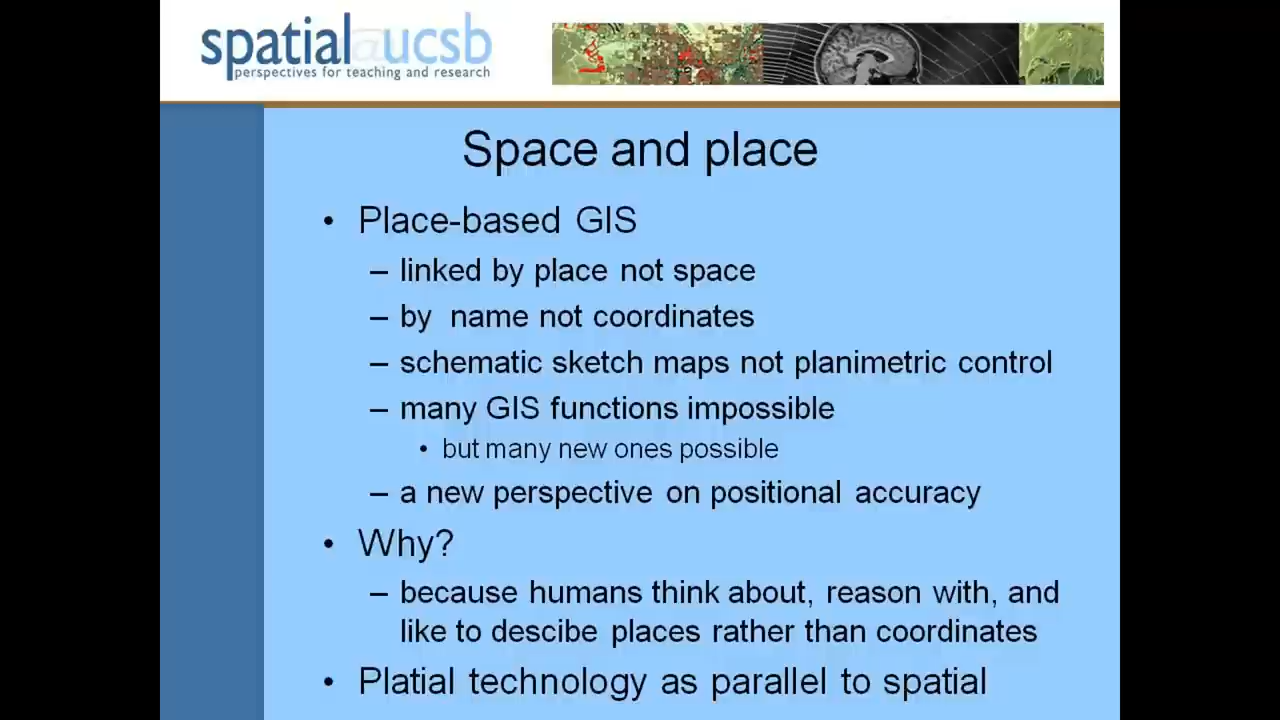 spatial@ucsb
perspectives for teaching and research
Space and place
• Place-based GIS
– linked by place not space
– by name not coordinates
– schematic sketch maps not planimetric control
– many GIS functions impossible
• but many new ones possible
– a new perspective on positional accuracy
• Why?
– because humans think about, reason with, and
like to descibe places rather than coordinates
• Platial technology as parallel to spatial